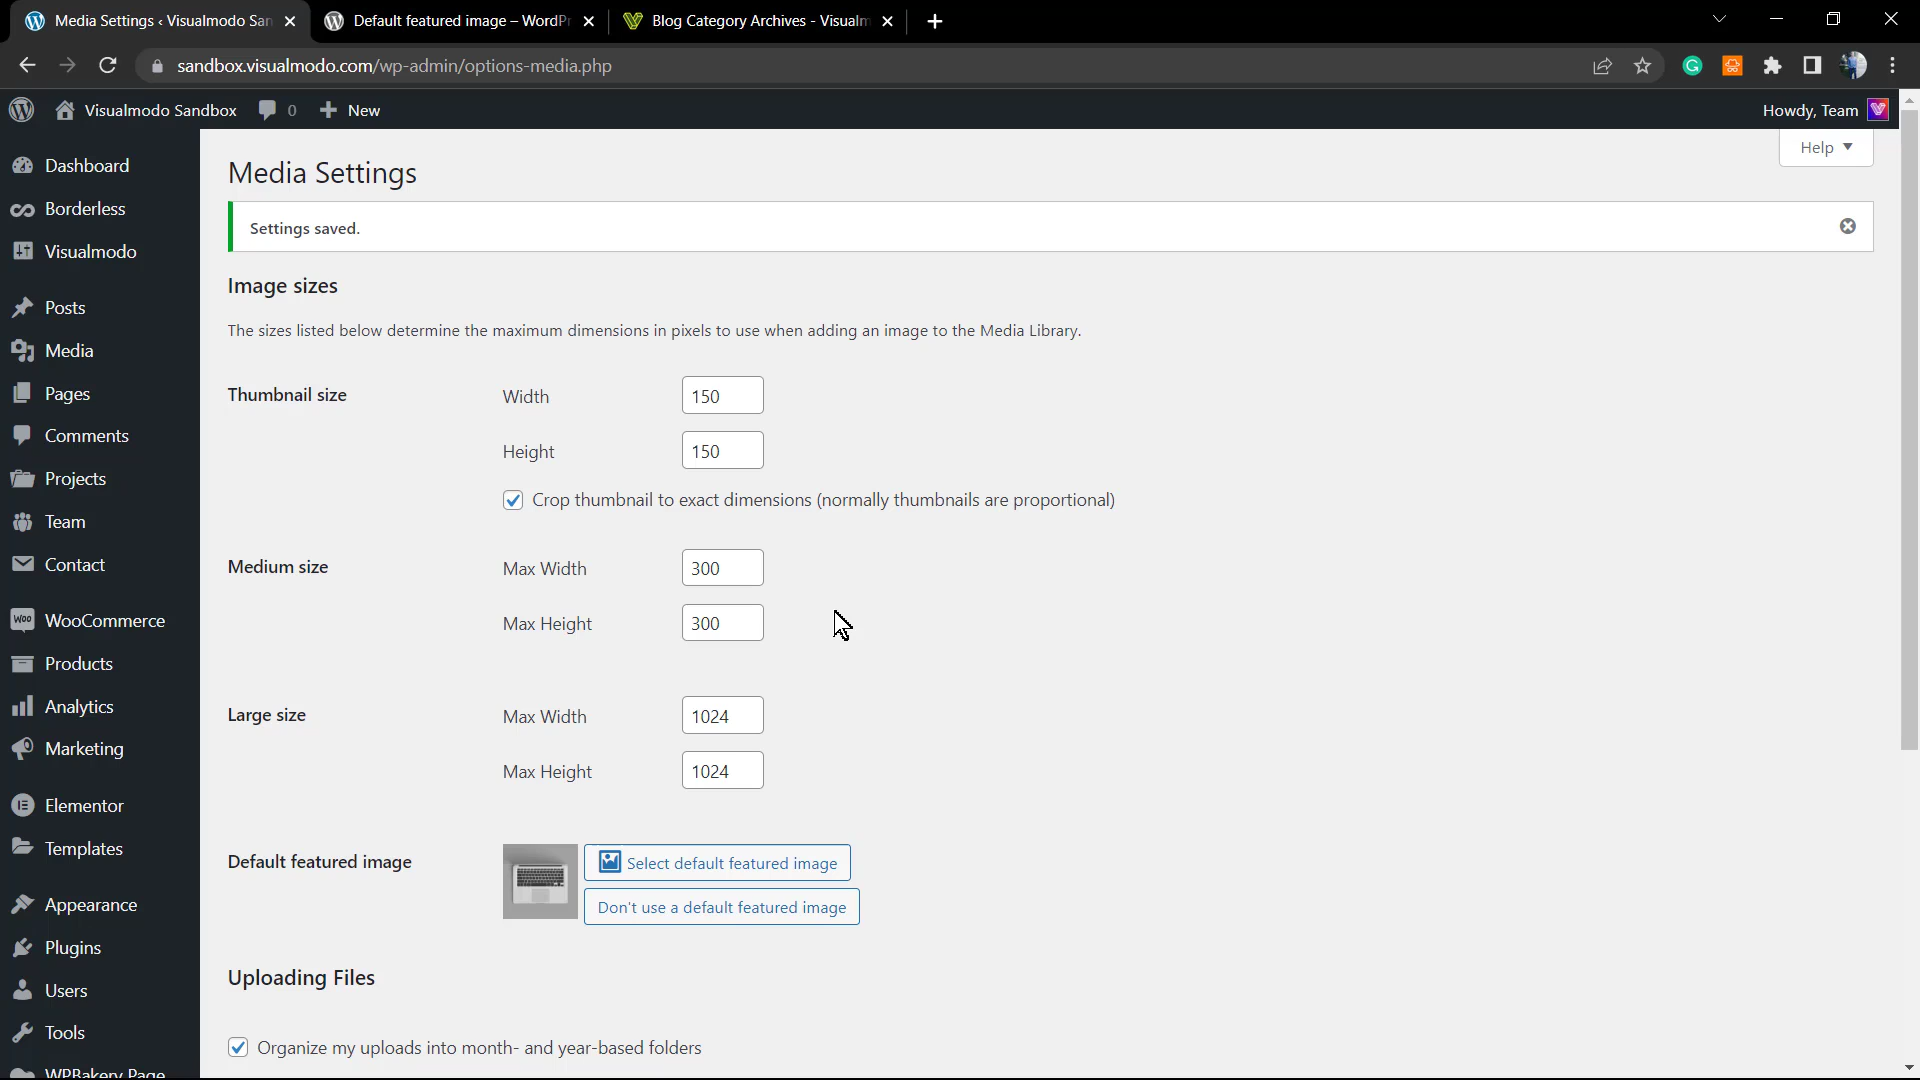 Media Settings ‹ Visualmodo San
Default featured image – WordPr
Blog Category Archives - Visualm
sandbox.visualmodo.com/wp-admin/options-media.php
Visualmodo Sandbox
0
New
Howdy, Team
Dashboard
Borderless
Visualmodo
Posts
Media
Pages
Comments
Projects
Team
Contact
WooCommerce
Products
Analytics
Marketing
Elementor
Templates
Appearance
Plugins
Users
Tools
WPBakery Page
Help
Media Settings
Settings saved.
Image sizes
The sizes listed below determine the maximum dimensions in pixels to use when adding an image to the Media Library.
Thumbnail size
Width 150
Height 150
Crop thumbnail to exact dimensions (normally thumbnails are proportional)
Medium size
Max Width 300
Max Height 300
Large size
Max Width 1024
Max Height 1024
Default featured image
Select default featured image
Don't use a default featured image
Uploading Files
Organize my uploads into month- and year-based folders